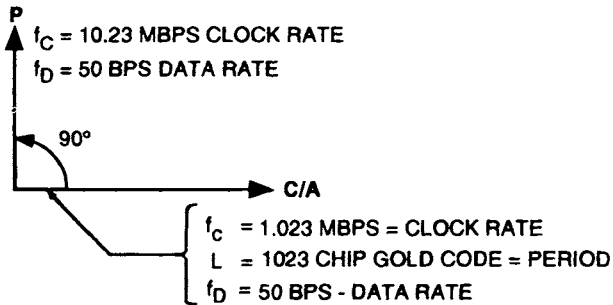 P
fC = 10.23 MBPS CLOCK RATE
fD = 50 BPS DATA RATE
90°
C/A
fc = 1.023 MBPS = CLOCK RATE
L = 1023 CHIP GOLD CODE = PERIOD
fD = 50 BPS - DATA RATE